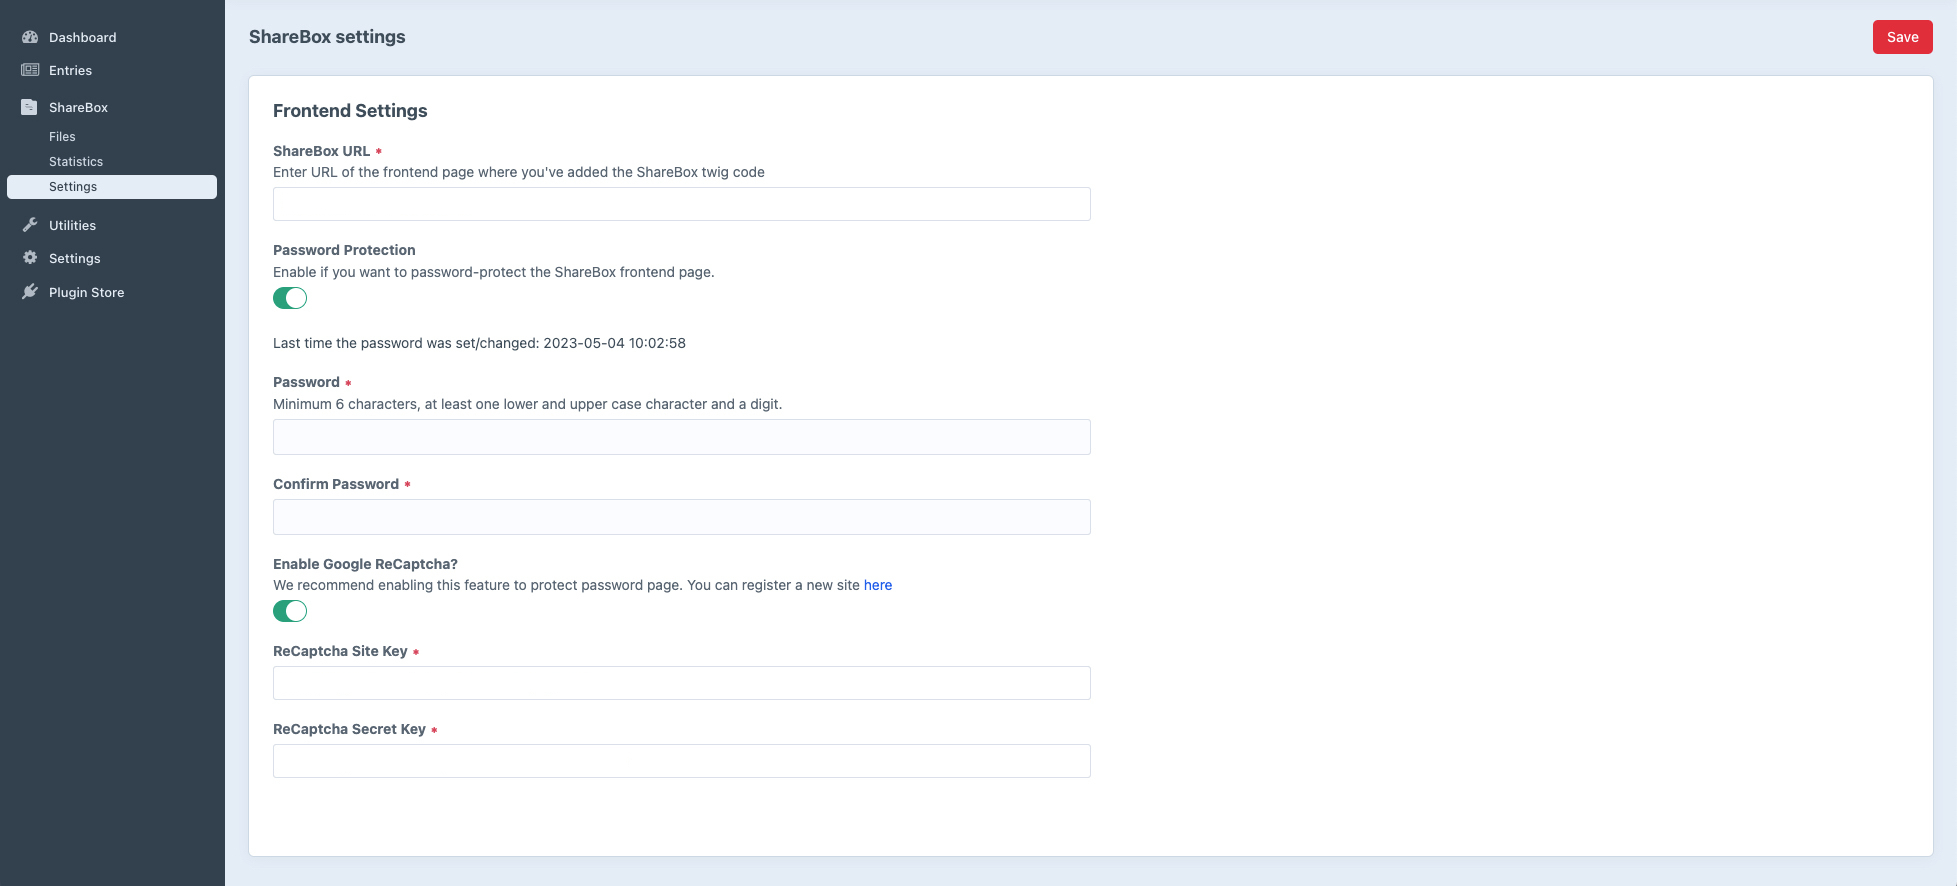 Dashboard
Entries
ShareBox
Files
Statistics
Settings
Utilities
Settings
Plugin Store
ShareBox settings
Save
Frontend Settings
ShareBox URL *
Enter URL of the frontend page where you've added the ShareBox twig code
Password Protection
Enable if you want to password-protect the ShareBox frontend page.
Last time the password was set/changed: 2023-05-04 10:02:58
Password *
Minimum 6 characters, at least one lower and upper case character and a digit.
Confirm Password *
Enable Google ReCaptcha?
We recommend enabling this feature to protect password page. You can register a new site here
ReCaptcha Site Key *
ReCaptcha Secret Key *